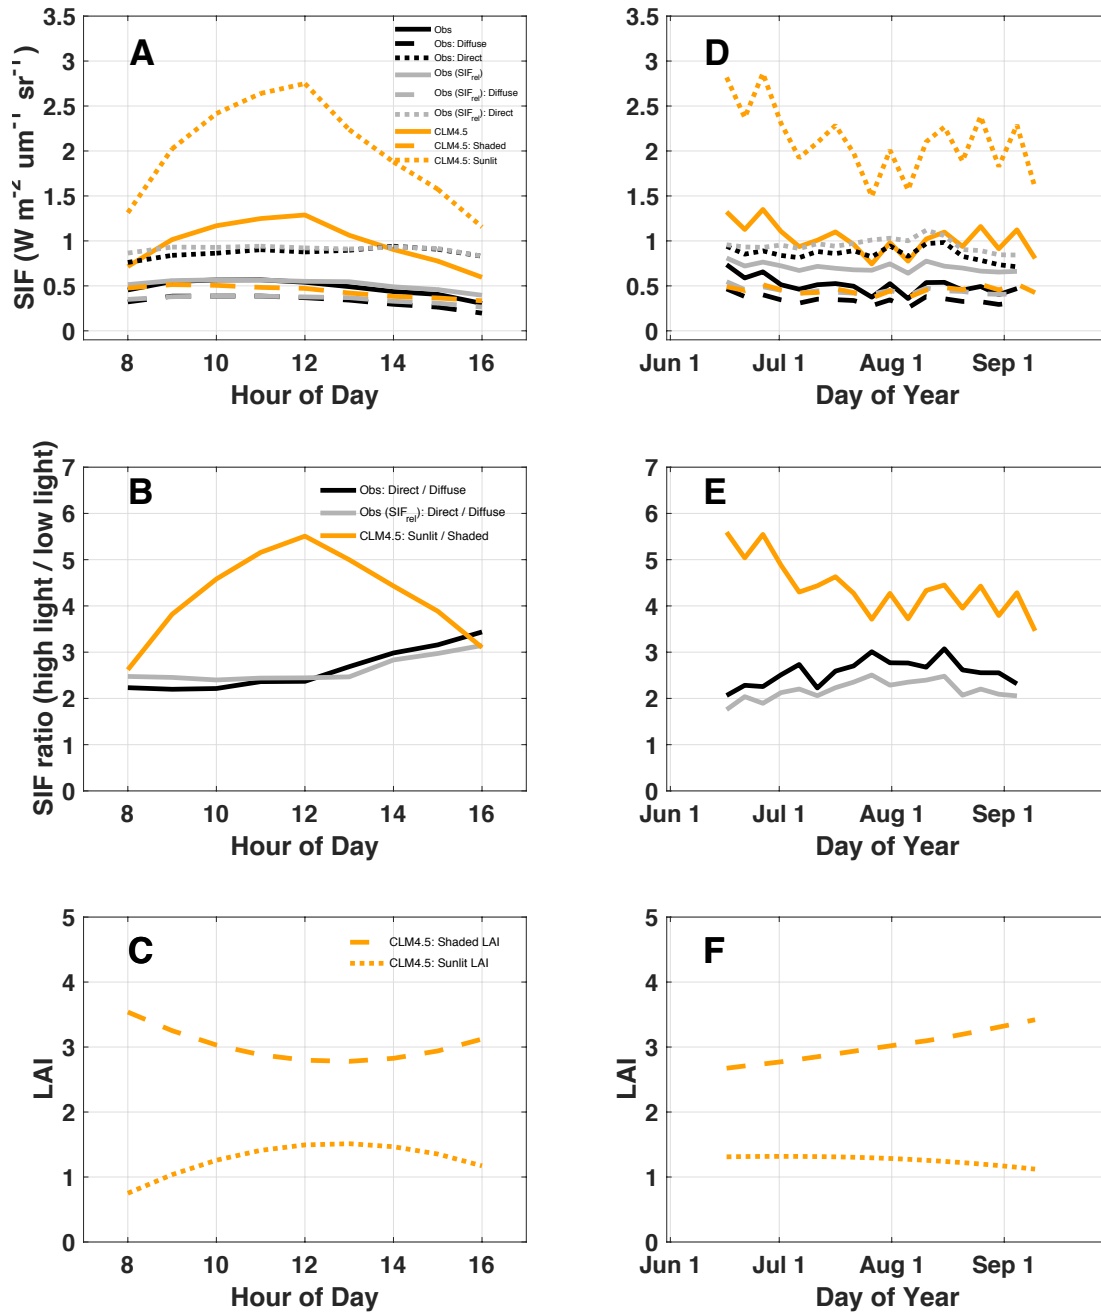 A
SIF (W m⁻² um⁻¹ sr⁻¹)
3.5
3
2.5
2
1.5
1
0.5
0
Obs
Obs: Diffuse
Obs: Direct
Obs (SIFrel)
Obs (SIFrel): Diffuse
Obs (SIFrel): Direct
CLM4.5
CLM4.5: Shaded
CLM4.5: Sunlit
8 10 12 14 16
Hour of Day
D
3.5
3
2.5
2
1.5
1
0.5
0
Jun 1 Jul 1 Aug 1 Sep 1
Day of Year
B
SIF ratio (high light / low light)
7
6
5
4
3
2
1
0
Obs: Direct / Diffuse
Obs (SIFrel): Direct / Diffuse
CLM4.5: Sunlit / Shaded
8 10 12 14 16
Hour of Day
E
7
6
5
4
3
2
1
0
Jun 1 Jul 1 Aug 1 Sep 1
Day of Year
C
LAI
5
4
3
2
1
0
CLM4.5: Shaded LAI
CLM4.5: Sunlit LAI
8 10 12 14 16
Hour of Day
F
LAI
5
4
3
2
1
0
Jun 1 Jul 1 Aug 1 Sep 1
Day of Year